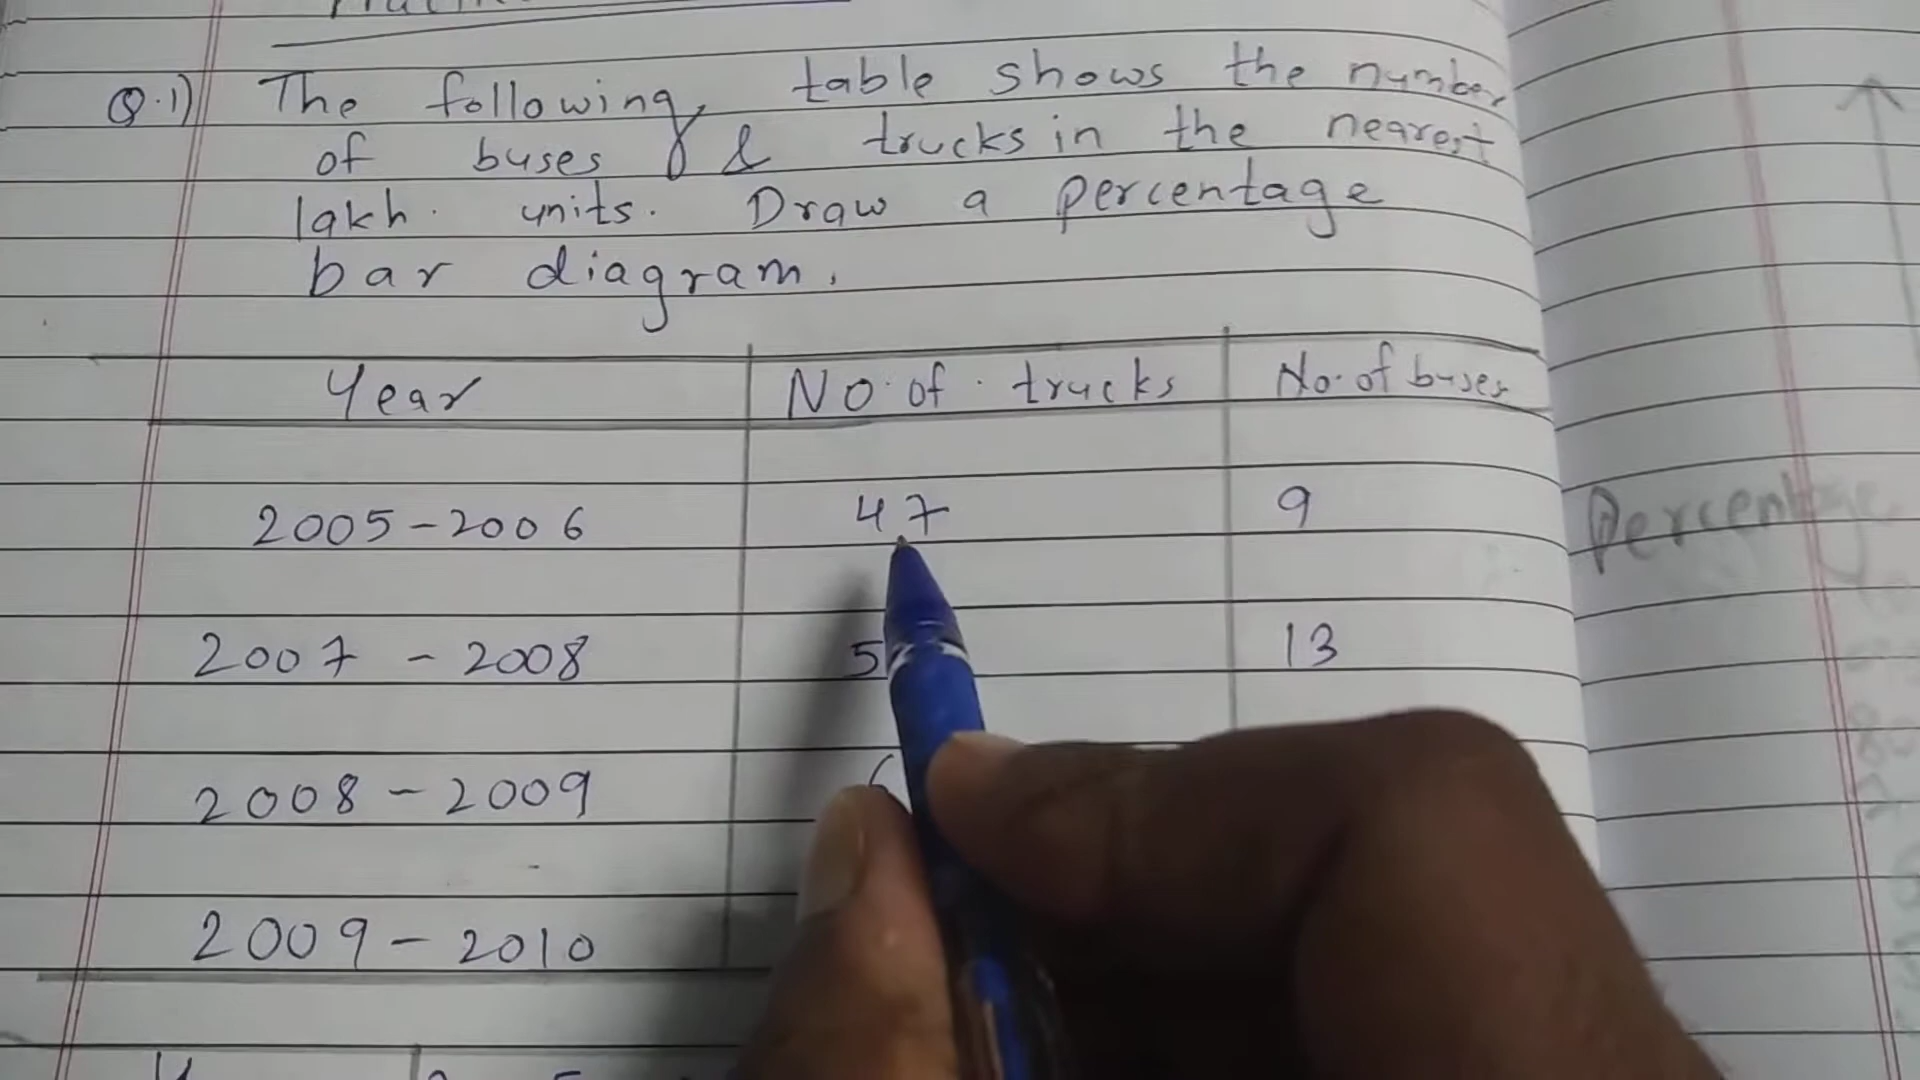 Q.1) The following table shows the number
of buses & trucks in the nearest
lakh. units. Draw a percentage
bar diagram.
Year No. of. trucks No. of buses
2005-2006 47 9
2007 - 2008 13
2008 - 2009
2009 - 2010
Percentage